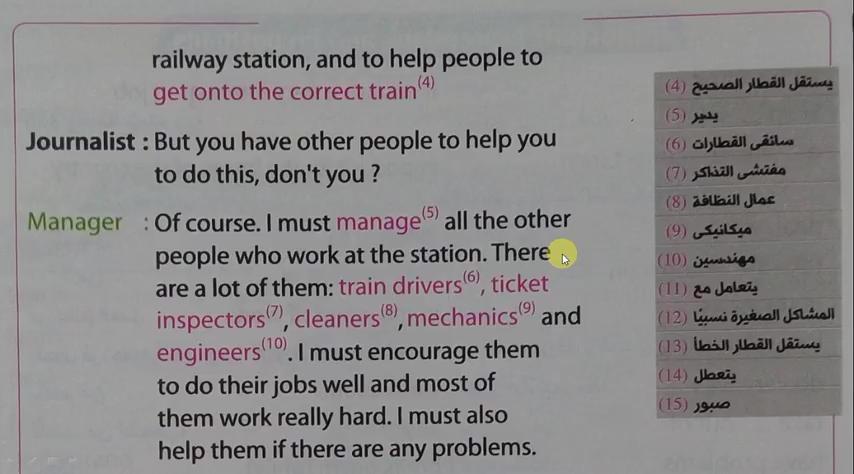 railway station, and to help people to
get onto the correct train(4)
Journalist : But you have other people to help you
to do this, don't you ?
Manager : Of course. I must manage(5) all the other
people who work at the station. There
are a lot of them: train drivers(6), ticket
inspectors(7), cleaners(8), mechanics(9) and
engineers(10). I must encourage them
to do their jobs well and most of
them work really hard. I must also
help them if there are any problems.
(4) يستقل القطار الصحيح
(5) يدير
(6) سائقى القطارات
(7) مفتشى التذاكر
(8) عمال النظافة
(9) ميكانيكى
(10) مهندسين
(11) يتعامل مع
(12) المشاكل الصغيرة نسبيًا
(13) يستقل القطار الخطأ
(14) يتعطل
(15) صبور